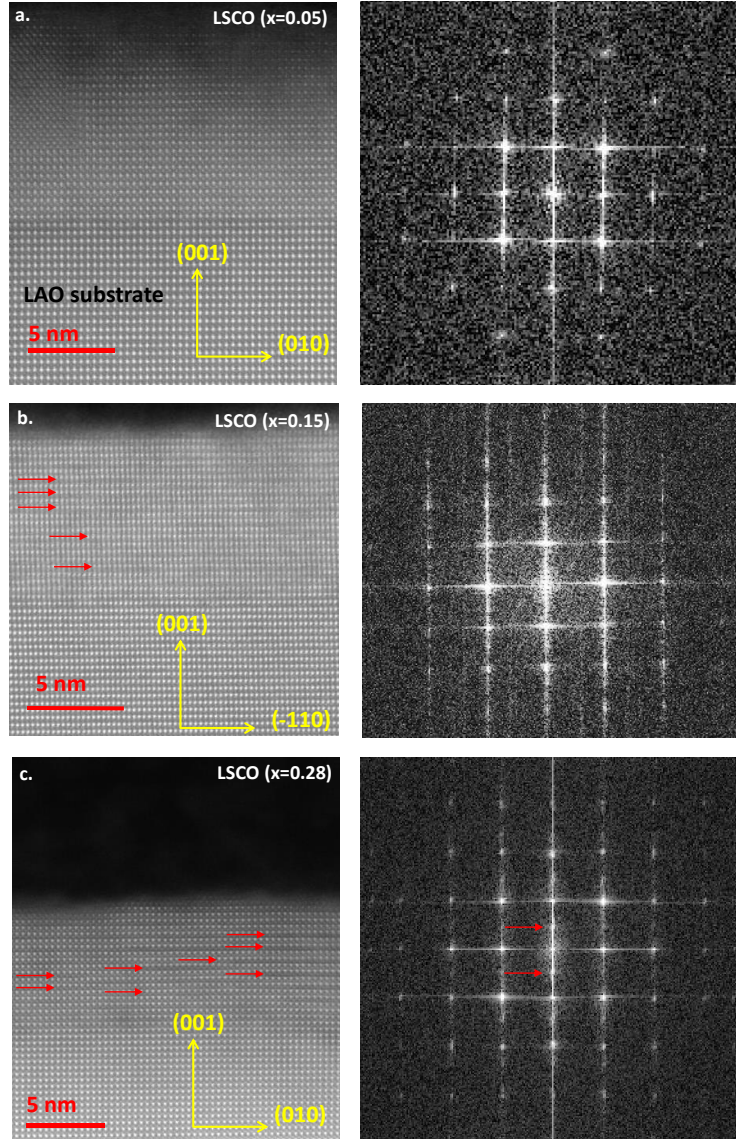 a.
LSCO (x=0.05)
(001)
LAO substrate
5 nm
(010)
b.
LSCO (x=0.15)
(001)
5 nm
(-110)
c.
LSCO (x=0.28)
(001)
5 nm
(010)